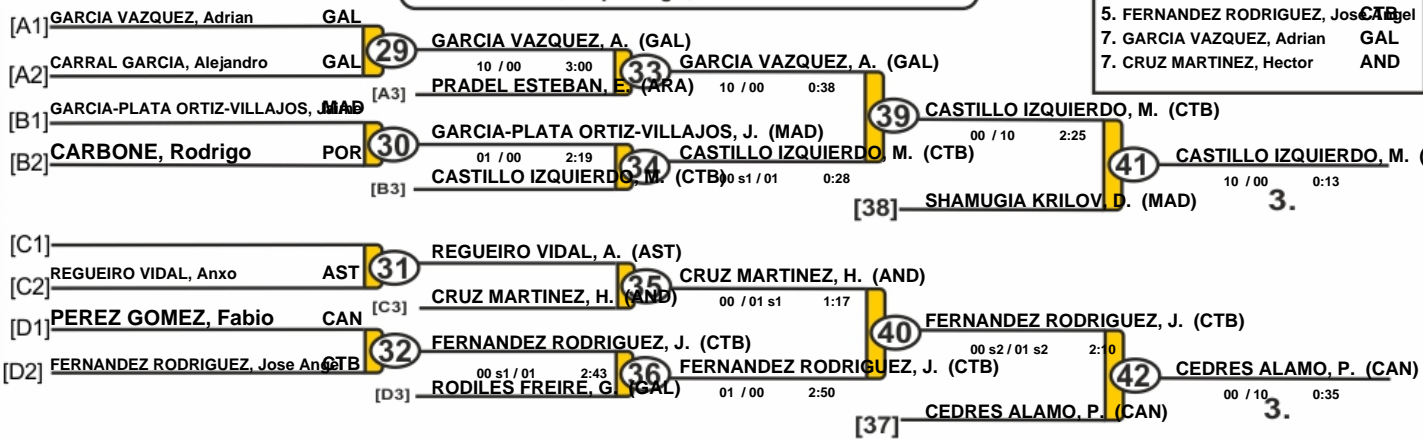 5. FERNANDEZ RODRIGUEZ, Jose Angel CTB
7. GARCIA VAZQUEZ, Adrian GAL
7. CRUZ MARTINEZ, Hector AND
[A1] GARCIA VAZQUEZ, Adrian GAL
29 GARCIA VAZQUEZ, A. (GAL)
10 / 00 3:00
[A2] CARRAL GARCIA, Alejandro GAL
[A3] PRADEL ESTEBAN, E. (ARA)
33 GARCIA VAZQUEZ, A. (GAL)
10 / 00 0:38
[B1] GARCIA-PLATA ORTIZ-VILLAJOS, Jaime MAD
30 GARCIA-PLATA ORTIZ-VILLAJOS, J. (MAD)
01 / 00 2:19
[B2] CARBONE, Rodrigo POR
[B3] CASTILLO IZQUIERDO, M. (CTB)
34 CASTILLO IZQUIERDO, M. (CTB)
00 s1 / 01 0:28
39 CASTILLO IZQUIERDO, M. (CTB)
00 / 10 2:25
[38] SHAMUGIA KRILOV, D. (MAD)
41 CASTILLO IZQUIERDO, M. (
10 / 00 0:13
3.
[C1]
31 REGUEIRO VIDAL, A. (AST)
[C2] REGUEIRO VIDAL, Anxo AST
[C3] CRUZ MARTINEZ, H. (AND)
35 CRUZ MARTINEZ, H. (AND)
00 / 01 s1 1:17
[D1] PEREZ GOMEZ, Fabio CAN
32 FERNANDEZ RODRIGUEZ, J. (CTB)
00 s1 / 01 2:43
[D2] FERNANDEZ RODRIGUEZ, Jose Angel CTB
[D3] RODILES FREIRE, G. (GAL)
36 FERNANDEZ RODRIGUEZ, J. (CTB)
01 / 00 2:50
40 FERNANDEZ RODRIGUEZ, J. (CTB)
00 s2 / 01 s2 2:10
[37] CEDRES ALAMO, P. (CAN)
42 CEDRES ALAMO, P. (CAN)
00 / 10 0:35
3.